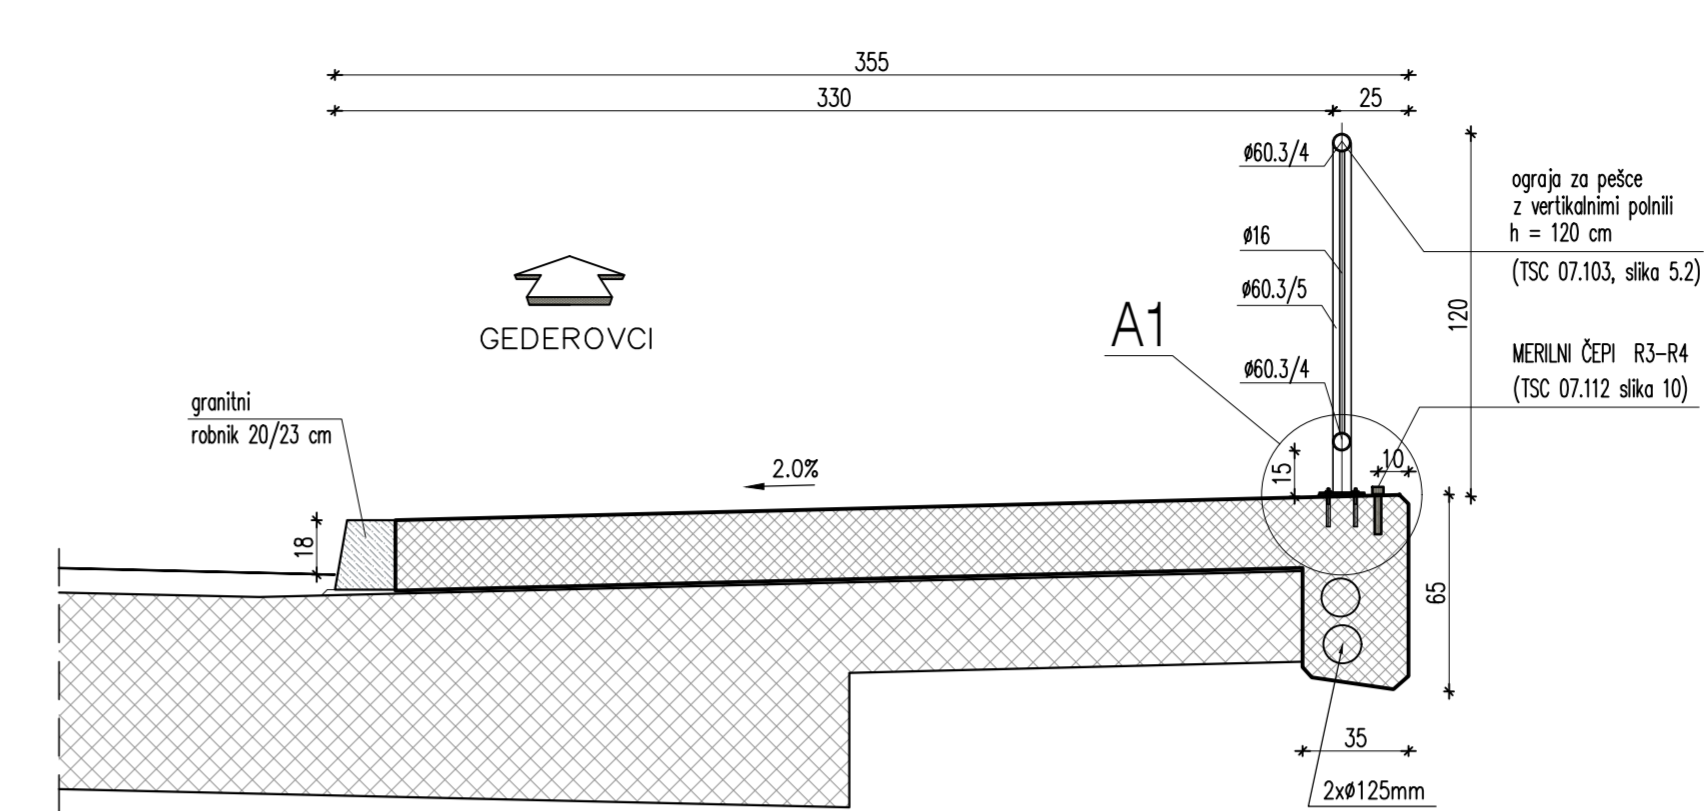 355
330
25
ø60.3/4
ograja za pešce
z vertikalnimi polnili
h = 120 cm
(TSC 07.103, slika 5.2)
ø16
ø60.3/5
120
A1
GEDEROVCI
MERILNI ČEPI R3-R4
(TSC 07.112 slika 10)
ø60.3/4
granitni
robnik 20/23 cm
2.0%
15
10
18
65
35
2xø125mm